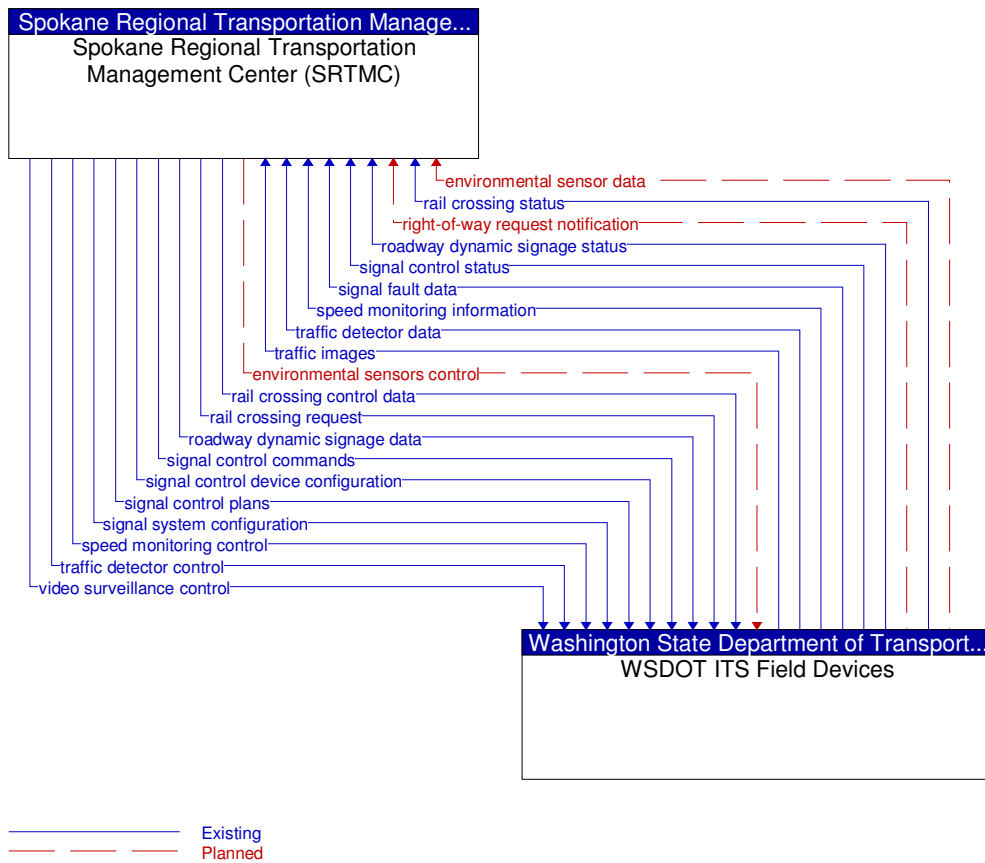 Spokane Regional Transportation Manage...
Spokane Regional Transportation
Management Center (SRTMC)
environmental sensor data
rail crossing status
right-of-way request notification
roadway dynamic signage status
signal control status
signal fault data
speed monitoring information
traffic detector data
traffic images
environmental sensors control
rail crossing control data
rail crossing request
roadway dynamic signage data
signal control commands
signal control device configuration
signal control plans
signal system configuration
speed monitoring control
traffic detector control
video surveillance control
Washington State Department of Transport...
WSDOT ITS Field Devices
Existing
Planned